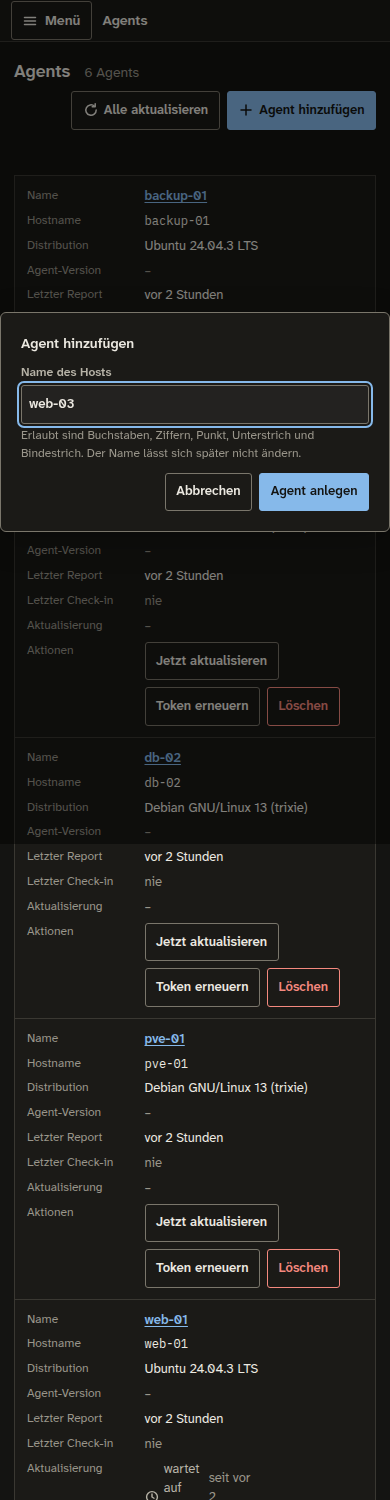 Menü Agents
Agents 6 Agents
Alle aktualisieren Agent hinzufügen
Name backup-01
Hostname backup-01
Distribution Ubuntu 24.04.3 LTS
Agent-Version –
Letzter Report vor 2 Stunden
Agent hinzufügen
Name des Hosts
web-03
Erlaubt sind Buchstaben, Ziffern, Punkt, Unterstrich und
Bindestrich. Der Name lässt sich später nicht ändern.
Abbrechen Agent anlegen
Agent-Version –
Letzter Report vor 2 Stunden
Letzter Check-in nie
Aktualisierung –
Aktionen Jetzt aktualisieren
Token erneuern Löschen
Name db-02
Hostname db-02
Distribution Debian GNU/Linux 13 (trixie)
Agent-Version –
Letzter Report vor 2 Stunden
Letzter Check-in nie
Aktualisierung –
Aktionen Jetzt aktualisieren
Token erneuern Löschen
Name pve-01
Hostname pve-01
Distribution Debian GNU/Linux 13 (trixie)
Agent-Version –
Letzter Report vor 2 Stunden
Letzter Check-in nie
Aktualisierung –
Aktionen Jetzt aktualisieren
Token erneuern Löschen
Name web-01
Hostname web-01
Distribution Ubuntu 24.04.3 LTS
Agent-Version –
Letzter Report vor 2 Stunden
Letzter Check-in nie
Aktualisierung wartet
auf
seit vor
2